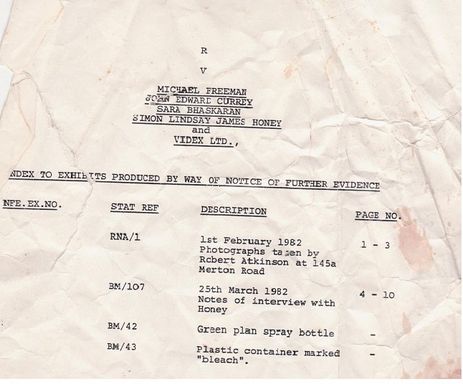 R
V
MICHAEL FREEMAN
JOHN EDWARD CURREY
SARA BHASKARAN
SIMON LINDSAY JAMES HONEY
and
VIDEX LTD.,
NDEX TO EXHIBITS PRODUCED BY WAY OF NOTICE OF FURTHER EVIDENCE
NFE.EX.NO. STAT REF DESCRIPTION PAGE NO.
RNA/1 1st February 1982 1 - 3
Photographs taken by
Robert Atkinson at 145a
Merton Road
BM/107 25th March 1982 4 - 10
Notes of interview with
Honey
BM/42 Green plan spray bottle -
BM/43 Plastic container marked -
"bleach".